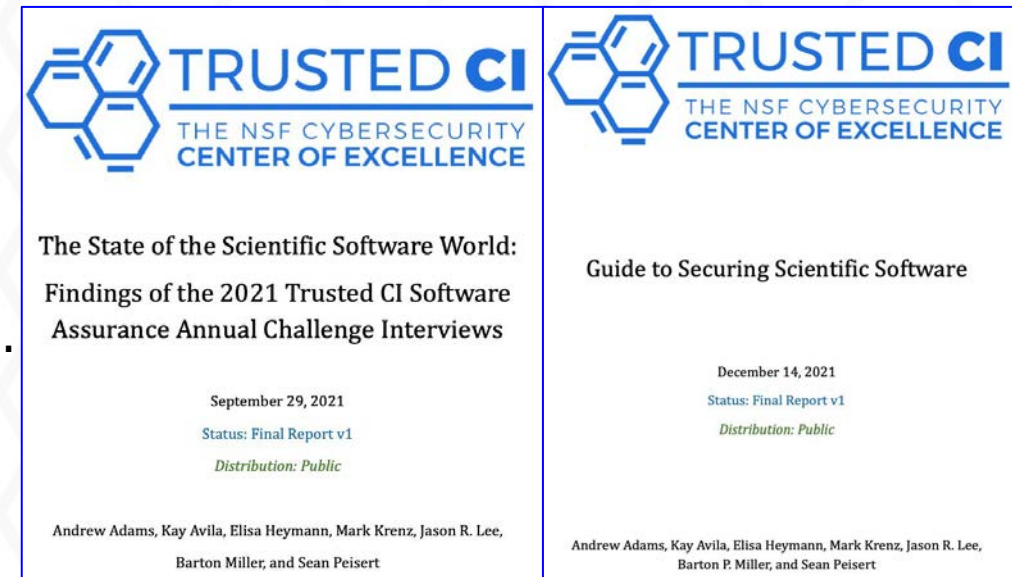 TRUSTED CI
THE NSF CYBERSECURITY
CENTER OF EXCELLENCE
The State of the Scientific Software World:
Findings of the 2021 Trusted CI Software
Assurance Annual Challenge Interviews
September 29, 2021
Status: Final Report v1
Distribution: Public
Andrew Adams, Kay Avila, Elisa Heymann, Mark Krenz, Jason R. Lee,
Barton Miller, and Sean Peisert
TRUSTED CI
THE NSF CYBERSECURITY
CENTER OF EXCELLENCE
Guide to Securing Scientific Software
December 14, 2021
Status: Final Report v1
Distribution: Public
Andrew Adams, Kay Avila, Elisa Heymann, Mark Krenz, Jason R. Lee,
Barton P. Miller, and Sean Peisert